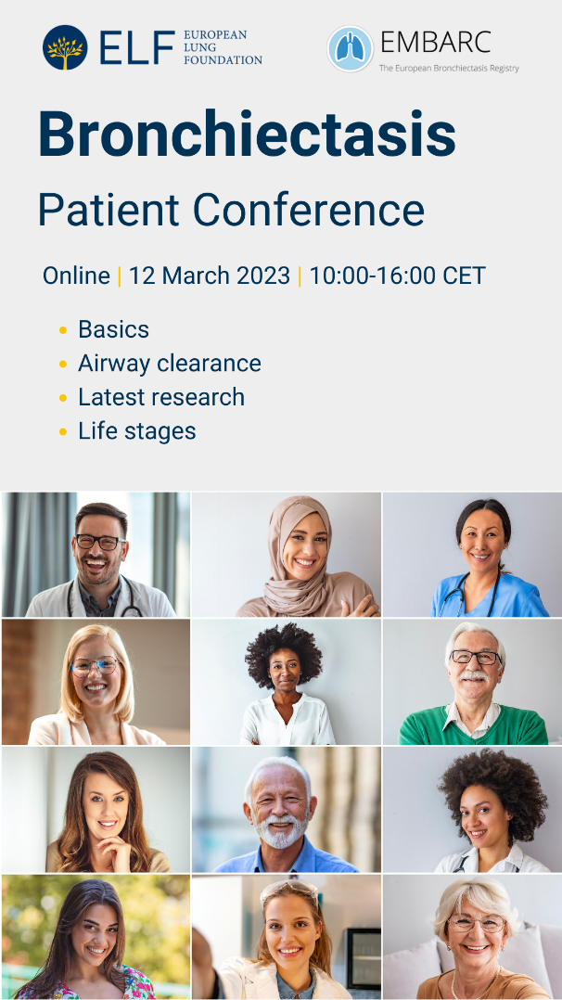 ELF EUROPEAN
LUNG
FOUNDATION
EMBARC
The European Bronchiectasis Registry
Bronchiectasis
Patient Conference
Online | 12 March 2023 | 10:00-16:00 CET
• Basics
• Airway clearance
• Latest research
• Life stages